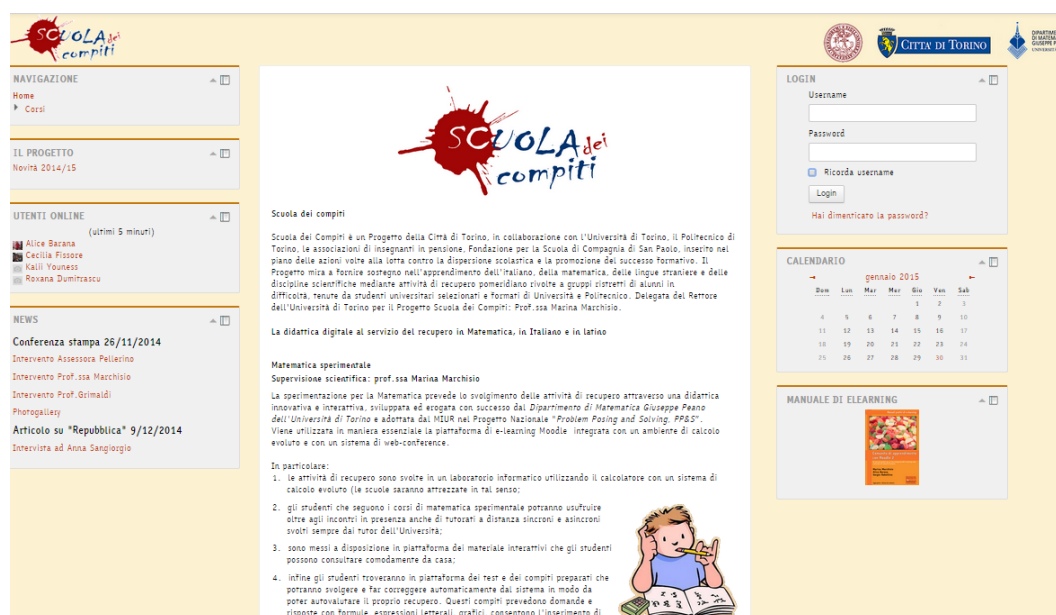 SCUOLA dei
compiti
CITTA' DI TORINO
DIPARTIME
DI MATEMA
GIUSEPPE P
NAVIGAZIONE
Home
Corsi
IL PROGETTO
Novità 2014/15
UTENTI ONLINE
(ultimi 5 minuti)
Alice Barana
Cecilia Fissore
Kalii Youness
Roxana Dumitrascu
NEWS
Conferenza stampa 26/11/2014
Intervento Assessora Pellerino
Intervento Prof.ssa Marchisio
Intervento Prof.Grimaldi
Photogallery
Articolo su "Repubblica" 9/12/2014
Intervista ad Anna Sangiorgio
SCUOLA dei
compiti
Scuola dei compiti
Scuola dei Compiti è un Progetto della Città di Torino, in collaborazione con l'Università di Torino, il Politecnico di
Torino, le associazioni di insegnanti in pensione, Fondazione per la Scuola di Compagnia di San Paolo, inserito nel
piano delle azioni volte alla lotta contro la dispersione scolastica e la promozione del successo formativo. Il
Progetto mira a fornire sostegno nell'apprendimento dell'italiano, della matematica, delle lingue straniere e delle
discipline scientifiche mediante attività di recupero pomeridiano rivolte a gruppi ristretti di alunni in
difficoltà, tenute da studenti universitari selezionati e formati di Università e Politecnico. Delegata del Rettore
dell'Università di Torino per il Progetto Scuola dei Compiti: Prof.ssa Marina Marchisio.
La didattica digitale al servizio del recupero in Matematica, in Italiano e in latino
Matematica sperimentale
Supervisione scientifica: prof.ssa Marina Marchisio
La sperimentazione per la Matematica prevede lo svolgimento delle attività di recupero attraverso una didattica
innovativa e interattiva, sviluppata ed erogata con successo dal Dipartimento di Matematica Giuseppe Peano
dell'Università di Torino e adottata dal MIUR nel Progetto Nazionale "Problem Posing and Solving, PP&S".
Viene utilizzata in maniera essenziale la piattaforma di e-learning Moodle integrata con un ambiente di calcolo
evoluto e con un sistema di web-conference.
In particolare:
1. le attività di recupero sono svolte in un laboratorio informatico utilizzando il calcolatore con un sistema di
calcolo evoluto (le scuole saranno attrezzate in tal senso;
2. gli studenti che seguono i corsi di matematica sperimentale potranno usufruire
oltre agli incontri in presenza anche di tutorati a distanza sincroni e asincroni
svolti sempre dai tutor dell'Università;
3. sono messi a disposizione in piattaforma dei materiale interattivi che gli studenti
possono consultare comodamente da casa;
4. infine gli studenti troveranno in piattaforma dei test e dei compiti preparati che
potranno svolgere e far correggere automaticamente dal sistema in modo da
poter autovalutare il proprio recupero. Questi compiti prevedono domande e
risposte con formule, espressioni letterali, grafici, consentono l'inserimento di
LOGIN
Username
Password
Ricorda username
Login
Hai dimenticato la password?
CALENDARIO
gennaio 2015
Dom Lun Mar Mer Gio Ven Sab
1 2 3
4 5 6 7 8 9 10
11 12 13 14 15 16 17
18 19 20 21 22 23 24
25 26 27 28 29 30 31
MANUALE DI ELEARNING